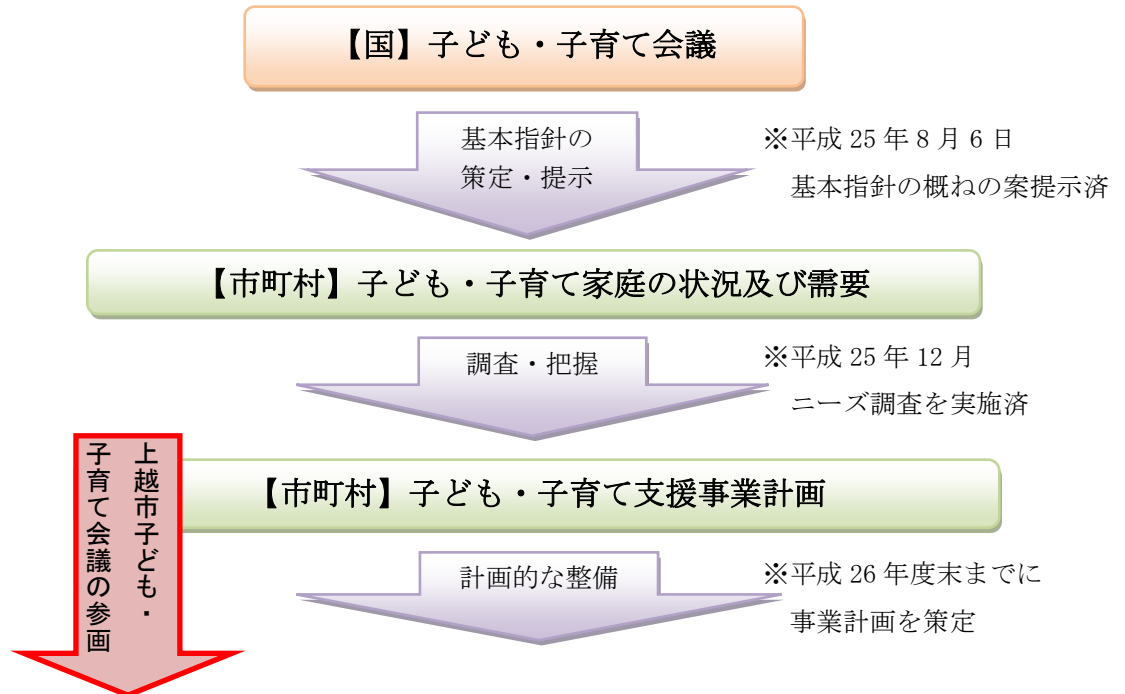 【国】子ども・子育て会議
基本指針の
策定・提示
※平成 25 年 8 月 6 日
基本指針の概ねの案提示済
【市町村】子ども・子育て家庭の状況及び需要
調査・把握
※平成 25 年 12 月
ニーズ調査を実施済
上越市子ども・
子育て会議の参画
【市町村】子ども・子育て支援事業計画
計画的な整備
※平成 26 年度末までに
事業計画を策定